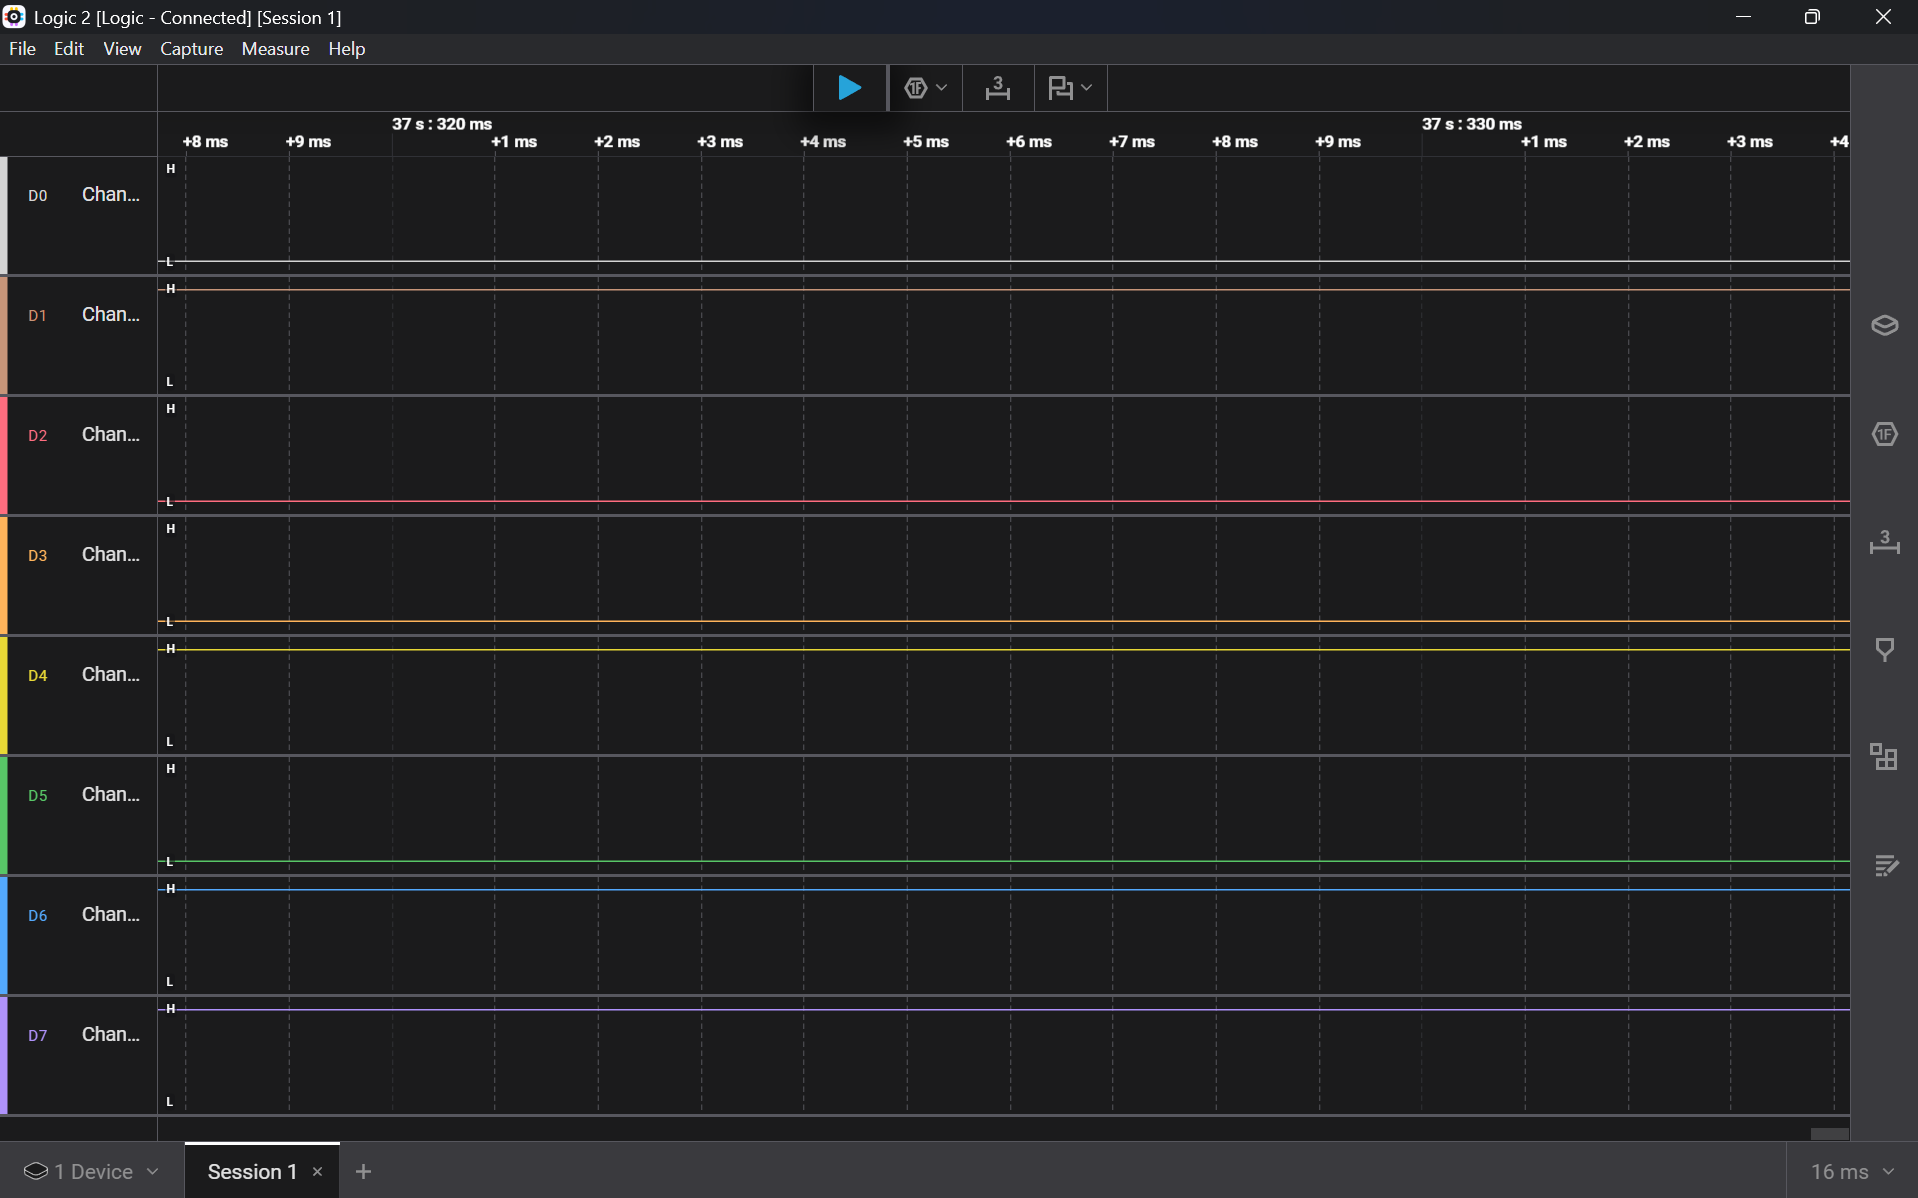 Logic 2 [Logic - Connected] [Session 1]
File Edit View Capture Measure Help
1F 3
37 s : 320 ms 37 s : 330 ms
+8 ms +9 ms +1 ms +2 ms +3 ms +4 ms +5 ms +6 ms +7 ms +8 ms +9 ms +1 ms +2 ms +3 ms +4
H
D0 Chan...
L
H
D1 Chan...
L
H
D2 Chan...
L
H
D3 Chan...
L
H
D4 Chan...
L
H
D5 Chan...
L
H
D6 Chan...
L
H
D7 Chan...
L
1F
3
1 Device Session 1 × + 16 ms